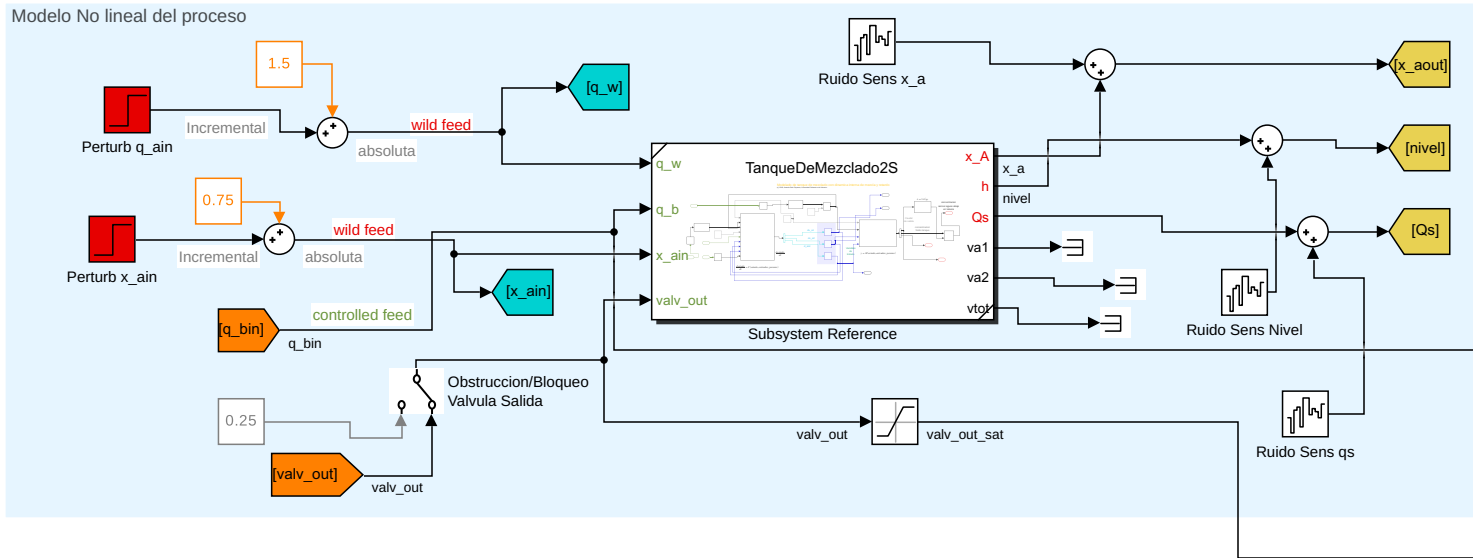 Modelo No lineal del proceso
1.5
[q_w]
Ruido Sens x_a
[x_aout]
Incremental
wild feed
absoluta
Perturb q_ain
TanqueDeMezclado2S
q_w
q_b
x_ain
valv_out
x_A
h
Qs
va1
va2
vtot
x_a
nivel
[nivel]
0.75
wild feed
Incremental
absoluta
Perturb x_ain
[x_ain]
[Qs]
Ruido Sens Nivel
controlled feed
[q_bin]
q_bin
Subsystem Reference
Obstruccion/Bloqueo
Valvula Salida
0.25
valv_out
valv_out_sat
Ruido Sens qs
[valv_out]
valv_out